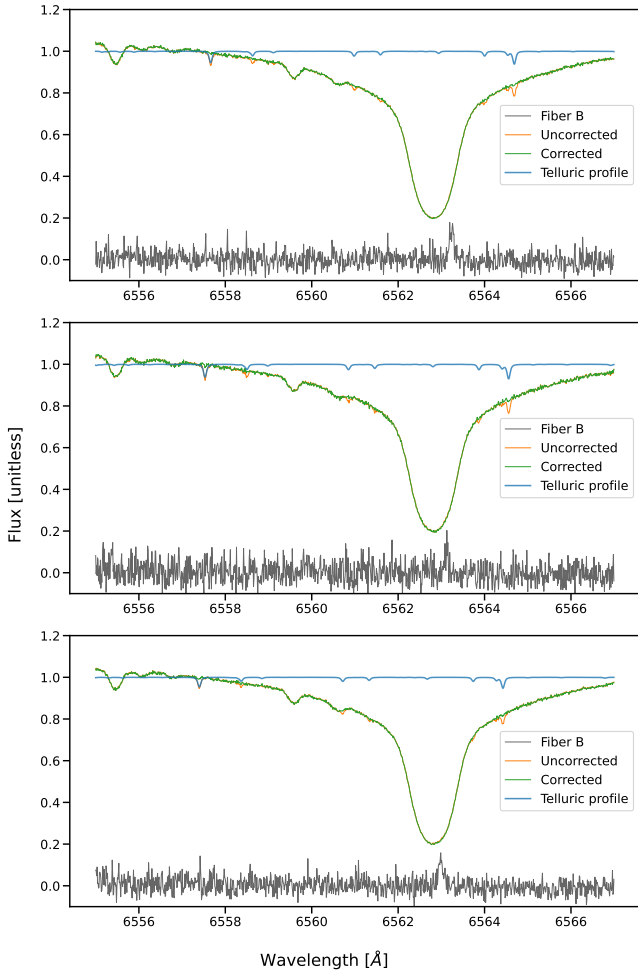 1.2
1.0
0.8
0.6
0.4
0.2
0.0
Fiber B
Uncorrected
Corrected
Telluric profile
6556 6558 6560 6562 6564 6566
1.2
1.0
0.8
0.6
0.4
0.2
0.0
Fiber B
Uncorrected
Corrected
Telluric profile
6556 6558 6560 6562 6564 6566
Flux [unitless]
1.2
1.0
0.8
0.6
0.4
0.2
0.0
Fiber B
Uncorrected
Corrected
Telluric profile
6556 6558 6560 6562 6564 6566
Wavelength [Å]